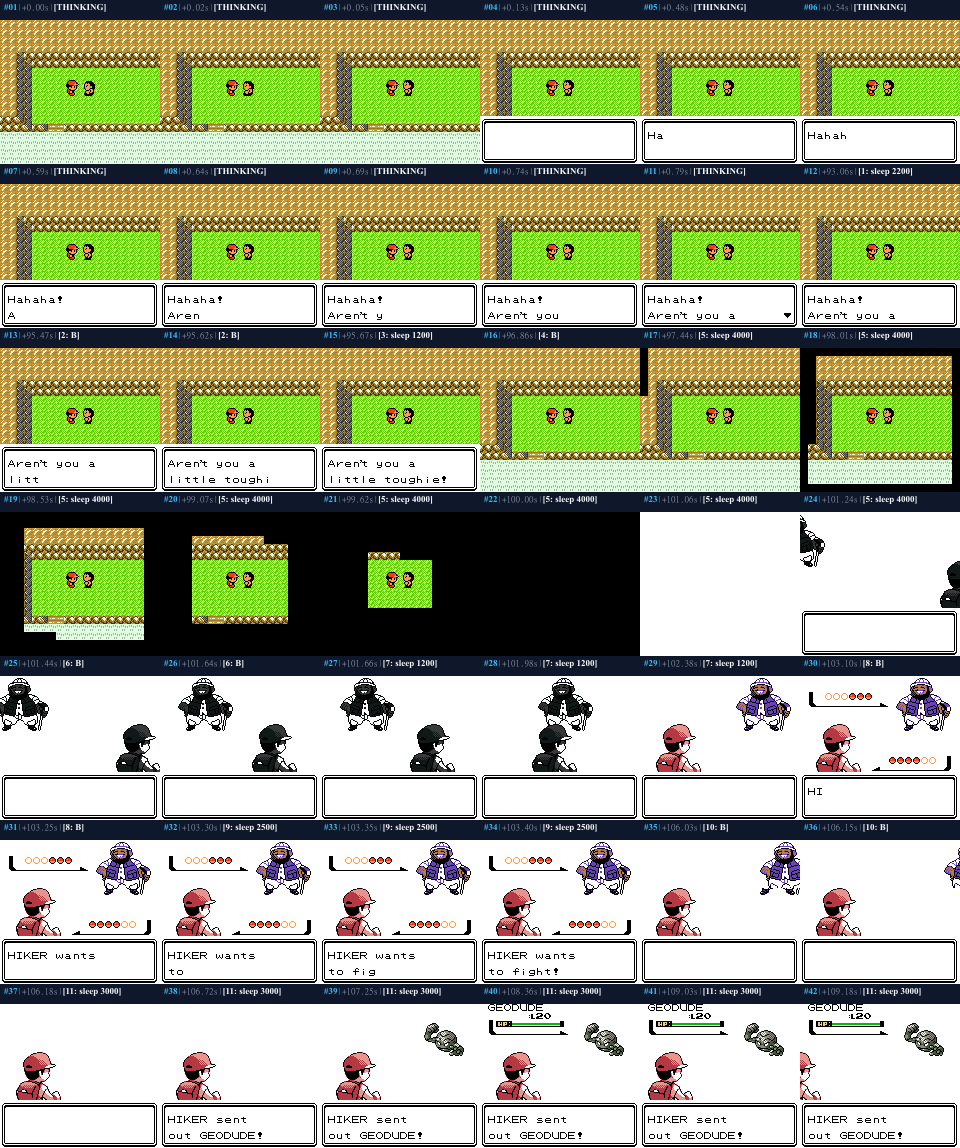 #01|+0.00s|[THINKING]
#02|+0.02s|[THINKING]
#03|+0.05s|[THINKING]
#04|+0.13s|[THINKING]
#05|+0.48s|[THINKING]
#06|+0.54s|[THINKING]
Ha
Hahah
#07|+0.59s|[THINKING]
#08|+0.64s|[THINKING]
#09|+0.69s|[THINKING]
#10|+0.74s|[THINKING]
#11|+0.79s|[THINKING]
#12|+93.06s|[1: sleep 2200]
Hahaha!
A
Hahaha!
Aren
Hahaha!
Aren't y
Hahaha!
Aren't you
Hahaha!
Aren't you a
Hahaha!
Aren't you a
#13|+95.47s|[2: B]
#14|+95.62s|[2: B]
#15|+95.67s|[3: sleep 1200]
#16|+96.86s|[4: B]
#17|+97.44s|[5: sleep 4000]
#18|+98.01s|[5: sleep 4000]
Aren't you a
litt
Aren't you a
little toughi
Aren't you a
little toughie!
#19|+98.53s|[5: sleep 4000]
#20|+99.07s|[5: sleep 4000]
#21|+99.62s|[5: sleep 4000]
#22|+100.00s|[5: sleep 4000]
#23|+101.06s|[5: sleep 4000]
#24|+101.24s|[5: sleep 4000]
#25|+101.44s|[6: B]
#26|+101.64s|[6: B]
#27|+101.66s|[7: sleep 1200]
#28|+101.98s|[7: sleep 1200]
#29|+102.38s|[7: sleep 1200]
#30|+103.10s|[8: B]
HI
#31|+103.25s|[8: B]
#32|+103.30s|[9: sleep 2500]
#33|+103.35s|[9: sleep 2500]
#34|+103.40s|[9: sleep 2500]
#35|+106.03s|[10: B]
#36|+106.15s|[10: B]
HIKER wants
HIKER wants
to
HIKER wants
to fig
HIKER wants
to fight!
#37|+106.18s|[11: sleep 3000]
#38|+106.72s|[11: sleep 3000]
#39|+107.25s|[11: sleep 3000]
#40|+108.36s|[11: sleep 3000]
#41|+109.03s|[11: sleep 3000]
#42|+109.18s|[11: sleep 3000]
GEODUDE
:L20
HP:
GEODUDE
:L20
HP:
GEODUDE
:L20
HP:
HIKER sent
out GEODUDE!
HIKER sent
out GEODUDE!
HIKER sent
out GEODUDE!
HIKER sent
out GEODUDE!
HIKER sent
out GEODUDE!